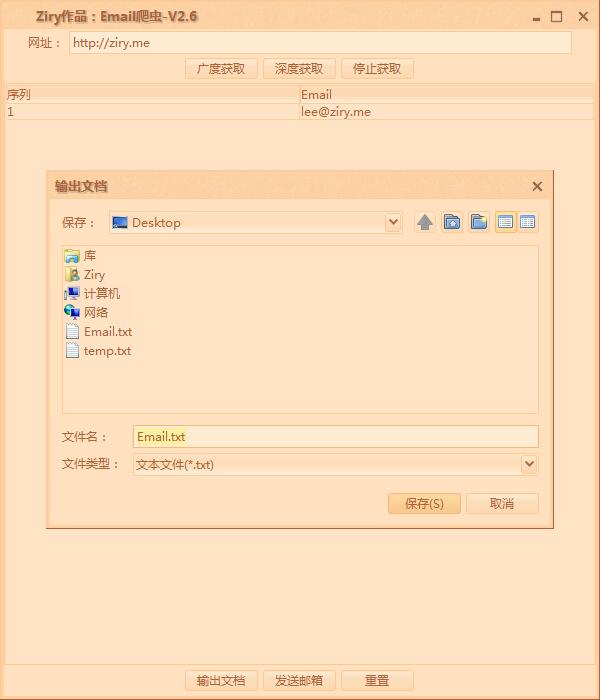 Ziry作品：Email爬虫-V2.6
网址： http://ziry.me
广度获取 深度获取 停止获取
序列 Email
1 lee@ziry.me
输出文档
保存： Desktop
库
Ziry
计算机
网络
Email.txt
temp.txt
文件名： Email.txt
文件类型： 文本文件(*.txt)
保存(S) 取消
输出文档 发送邮箱 重置